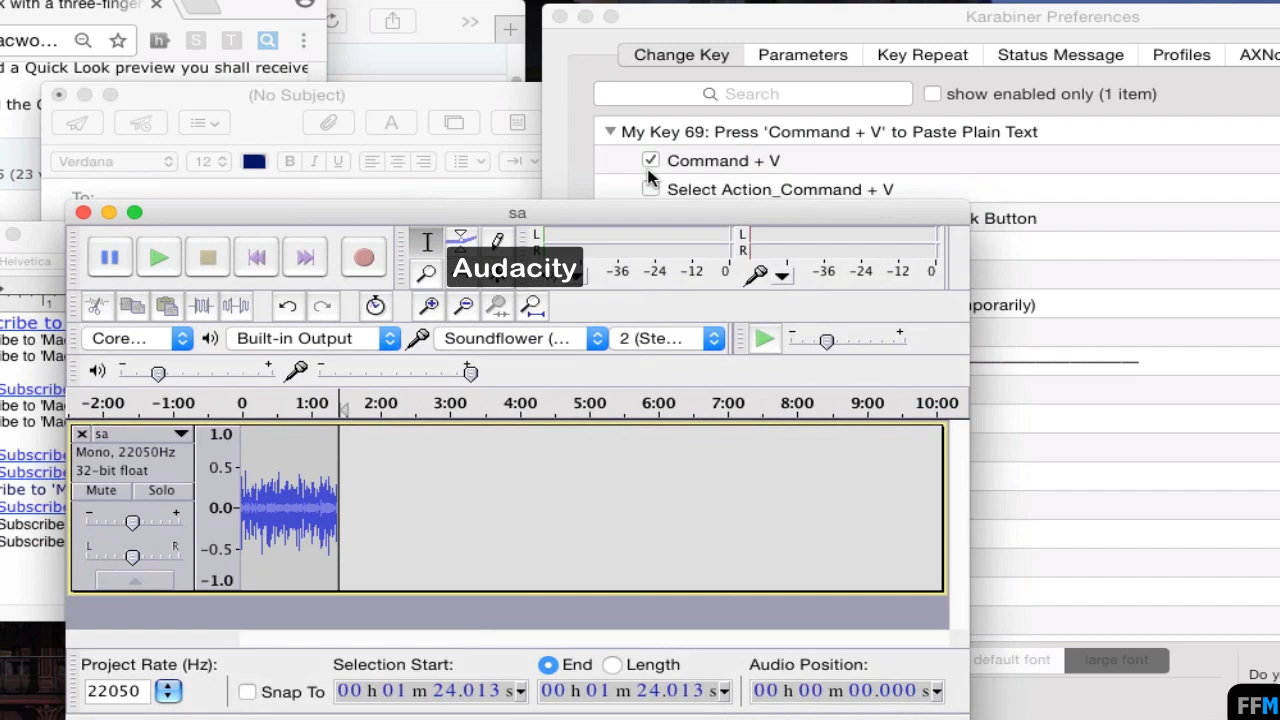 k with a three-finger
acwo...
d a Quick Look preview you shall receive
d the
(No Subject)
Verdana
12
B I U
To:
5 (23 v
Helvetica
cribe to
be to 'Mac
be to 'Ma
Subscribe
be to 'Mac
be to 'Ma
Subscribe
Subscribe
ribe to 'M
Subscribe
Subscribe
Subscribe
Karabiner Preferences
Change Key
Parameters
Key Repeat
Status Message
Profiles
AXNo
Search
show enabled only (1 item)
My Key 69: Press 'Command + V' to Paste Plain Text
Command + V
Select Action_Command + V
k Button
porarily)
default font
large font
Do y
sa
L
R
-36 -24 -12 0
L
R
-36 -24 -12 0
Audacity
Core...
Built-in Output
Soundflower (...
2 (Ste...
-2:00 -1:00 0 1:00 2:00 3:00 4:00 5:00 6:00 7:00 8:00 9:00 10:00
sa
Mono, 22050Hz
32-bit float
Mute Solo
L R
1.0
0.5
0.0
-0.5
-1.0
Project Rate (Hz):
22050
Snap To
Selection Start:
End
Length
Audio Position:
00 h 01 m 24.013 s
00 h 01 m 24.013 s
00 h 00 m 00.000 s
FFM